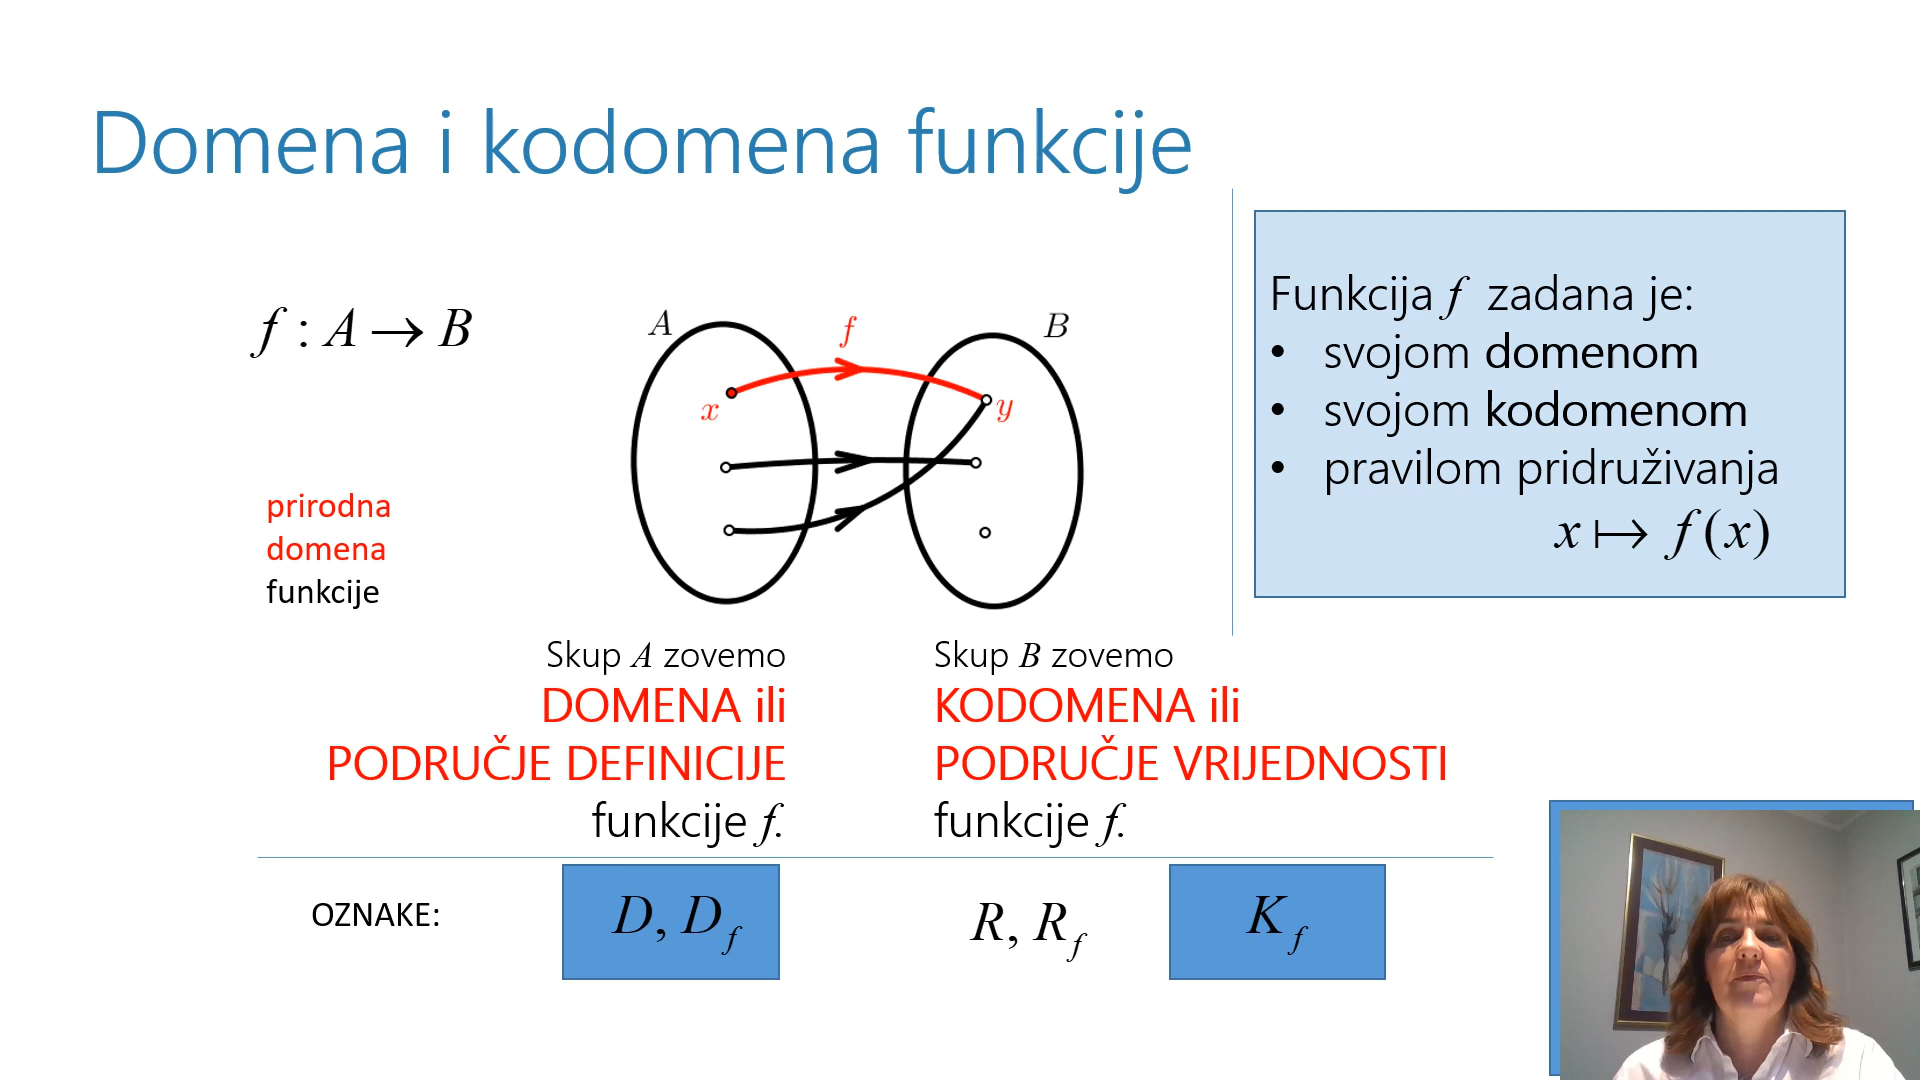 Domena i kodomena funkcije
f : A → B
A
f
B
x
y
prirodna
domena
funkcije
Funkcija f zadana je:
• svojom domenom
• svojom kodomenom
• pravilom pridruživanja
x ↦ f(x)
Skup A zovemo
DOMENA ili
PODRUČJE DEFINICIJE
funkcije f.
Skup B zovemo
KODOMENA ili
PODRUČJE VRIJEDNOSTI
funkcije f.
OZNAKE:
D, D_f
R, R_f
K_f